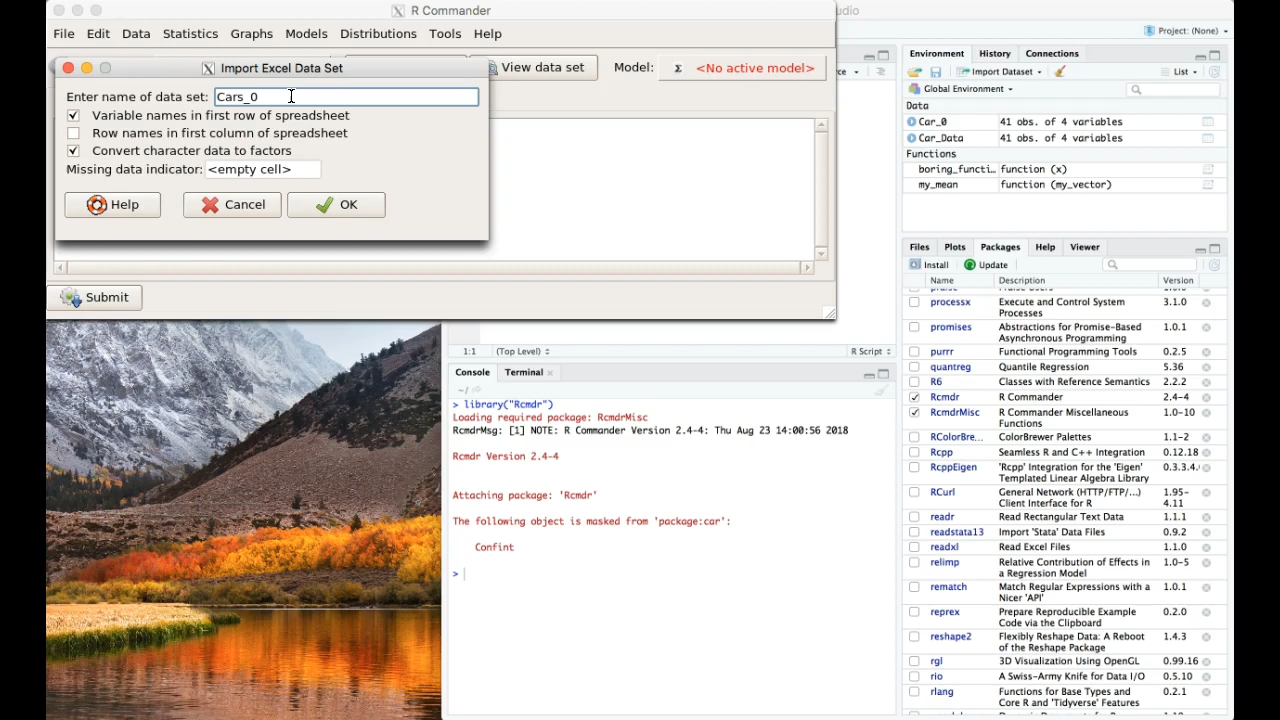 R Commander
File Edit Data Statistics Graphs Models Distributions Tools Help
View data set Model: Σ <No active model>
Import Excel Data Set
Enter name of data set: Cars_0
Variable names in first row of spreadsheet
Row names in first column of spreadsheet
Convert character data to factors
Missing data indicator: <empty cell>
Help Cancel OK
Submit
Project: (None)
Environment History Connections
Import Dataset List
Global Environment
Data
Car_0 41 obs. of 4 variables
Car_Data 41 obs. of 4 variables
Functions
boring_functi… function (x)
my_mean function (my_vector)
Files Plots Packages Help Viewer
Install Update
Name Description Version
processx Execute and Control System 3.1.0
Processes
promises Abstractions for Promise-Based 1.0.1
Asynchronous Programming
purrr Functional Programming Tools 0.2.5
quantreg Quantile Regression 5.36
R6 Classes with Reference Semantics 2.2.2
Rcmdr R Commander 2.4-4
RcmdrMisc R Commander Miscellaneous 1.0-10
Functions
RColorBre... ColorBrewer Palettes 1.1-2
Rcpp Seamless R and C++ Integration 0.12.18
RcppEigen 'Rcpp' Integration for the 'Eigen' 0.3.3.4.
Templated Linear Algebra Library
RCurl General Network (HTTP/FTP/...) 1.95-
Client Interface for R 4.11
readr Read Rectangular Text Data 1.1.1
readstata13 Import 'Stata' Data Files 0.9.2
readxl Read Excel Files 1.1.0
relimp Relative Contribution of Effects in 1.0-5
a Regression Model
rematch Match Regular Expressions with a 1.0.1
Nicer 'API'
reprex Prepare Reproducible Example 0.2.0
Code via the Clipboard
reshape2 Flexibly Reshape Data: A Reboot 1.4.3
of the Reshape Package
rgl 3D Visualization Using OpenGL 0.99.16
rio A Swiss-Army Knife for Data I/O 0.5.10
rlang Functions for Base Types and 0.2.1
Core R and 'Tidyverse' Features
1:1 (Top Level) R Script
Console Terminal
~/
> library("Rcmdr")
Loading required package: RcmdrMisc
RcmdrMsg: [1] NOTE: R Commander Version 2.4-4: Thu Aug 23 14:00:56 2018
Rcmdr Version 2.4-4
Attaching package: 'Rcmdr'
The following object is masked from 'package:car':
Confint
>